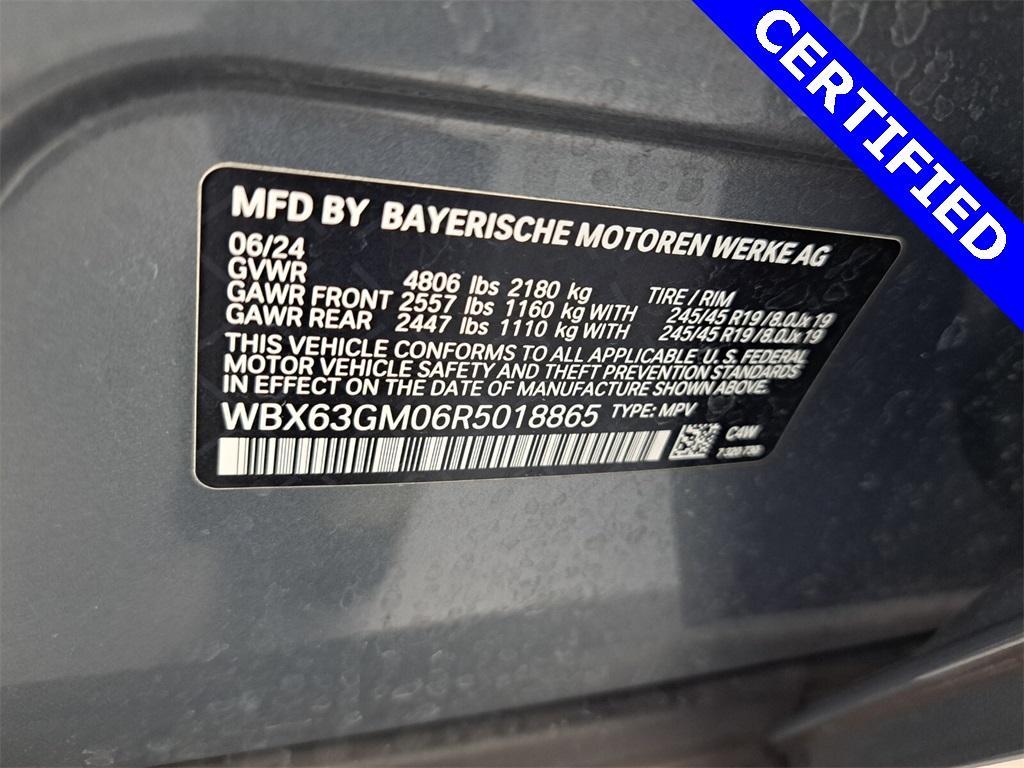 CERTIFIED
MFD BY BAYERISCHE MOTOREN WERKE AG
06/24
GVWR 4806 lbs 2180 kg TIRE / RIM
GAWR FRONT 2557 lbs 1160 kg WITH 245/45 R19/8.0Jx19
GAWR REAR 2447 lbs 1110 kg WITH 245/45 R19/8.0Jx19
THIS VEHICLE CONFORMS TO ALL APPLICABLE U.S. FEDERAL
MOTOR VEHICLE SAFETY AND THEFT PREVENTION STANDARDS
IN EFFECT ON THE DATE OF MANUFACTURE SHOWN ABOVE.
WBX63GM06R5018865 TYPE: MPV
C4W